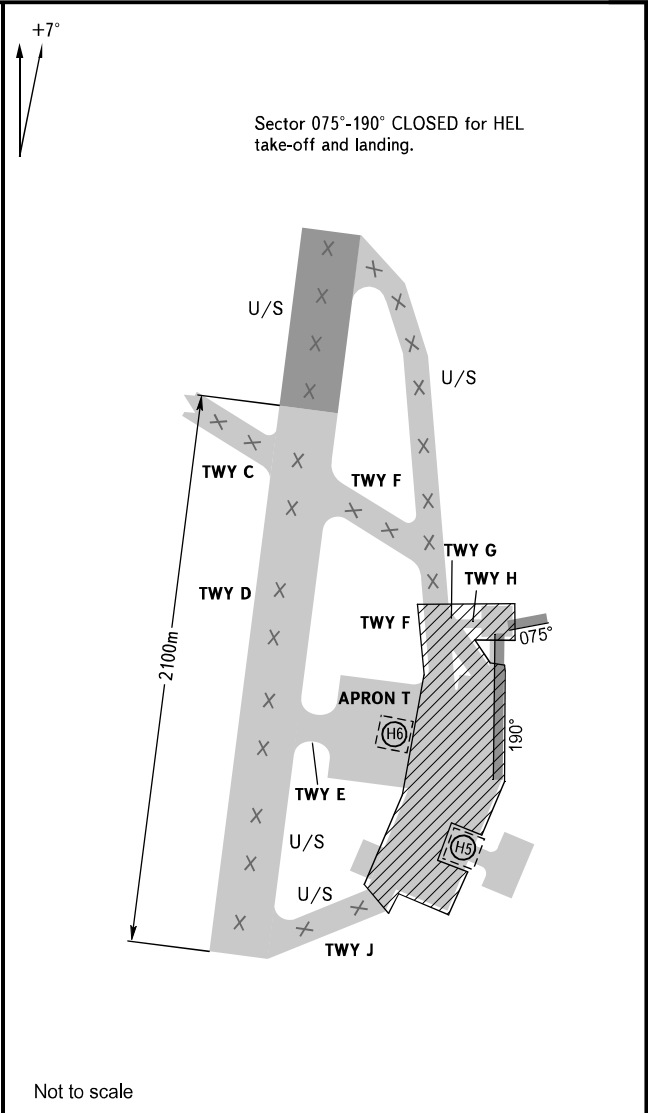 +7°
Sector 075°-190° CLOSED for HEL
take-off and landing.
U/S
U/S
TWY C
TWY F
TWY G
TWY H
TWY D
TWY F
075°
2100m
APRON T
H6
190°
TWY E
U/S
H5
U/S
TWY J
Not to scale